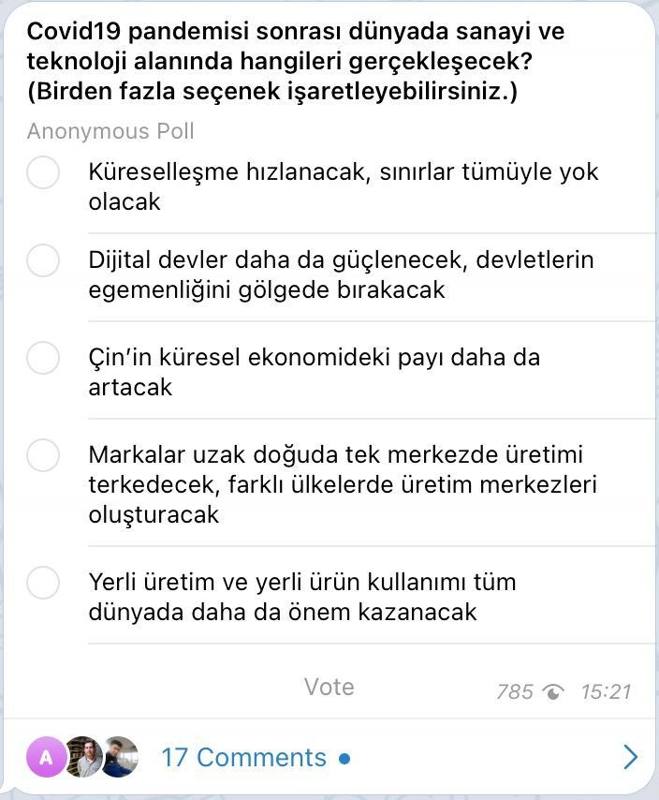 Covid19 pandemisi sonrası dünyada sanayi ve
teknoloji alanında hangileri gerçekleşecek?
(Birden fazla seçenek işaretleyebilirsiniz.)
Anonymous Poll
Küreselleşme hızlanacak, sınırlar tümüyle yok
olacak
Dijital devler daha da güçlenecek, devletlerin
egemenliğini gölgede bırakacak
Çin'in küresel ekonomideki payı daha da
artacak
Markalar uzak doğuda tek merkezde üretimi
terkedecek, farklı ülkelerde üretim merkezleri
oluşturacak
Yerli üretim ve yerli ürün kullanımı tüm
dünyada daha da önem kazanacak
Vote
785 15:21
A 17 Comments